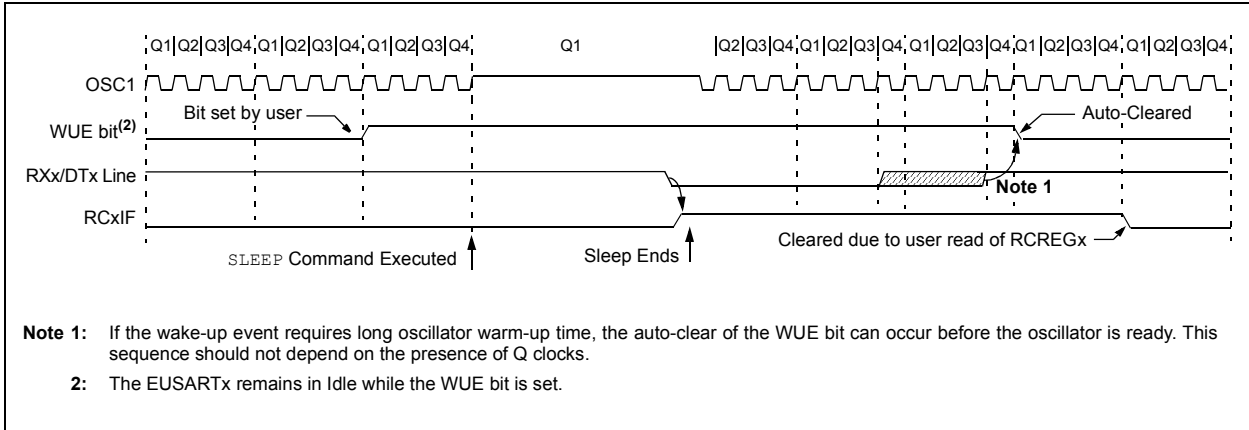 Q1 Q2 Q3 Q4 Q1 Q2 Q3 Q4 Q1 Q2 Q3 Q4 Q1 Q2 Q3 Q4 Q1 Q2 Q3 Q4 Q1 Q2 Q3 Q4 Q1 Q2 Q3 Q4 Q1 Q2 Q3 Q4
OSC1
Bit set by user
Auto-Cleared
WUE bit(2)
RXx/DTx Line
Note 1
RCxIF
Cleared due to user read of RCREGx
SLEEP Command Executed
Sleep Ends
Note 1: If the wake-up event requires long oscillator warm-up time, the auto-clear of the WUE bit can occur before the oscillator is ready. This
sequence should not depend on the presence of Q clocks.
2: The EUSARTx remains in Idle while the WUE bit is set.